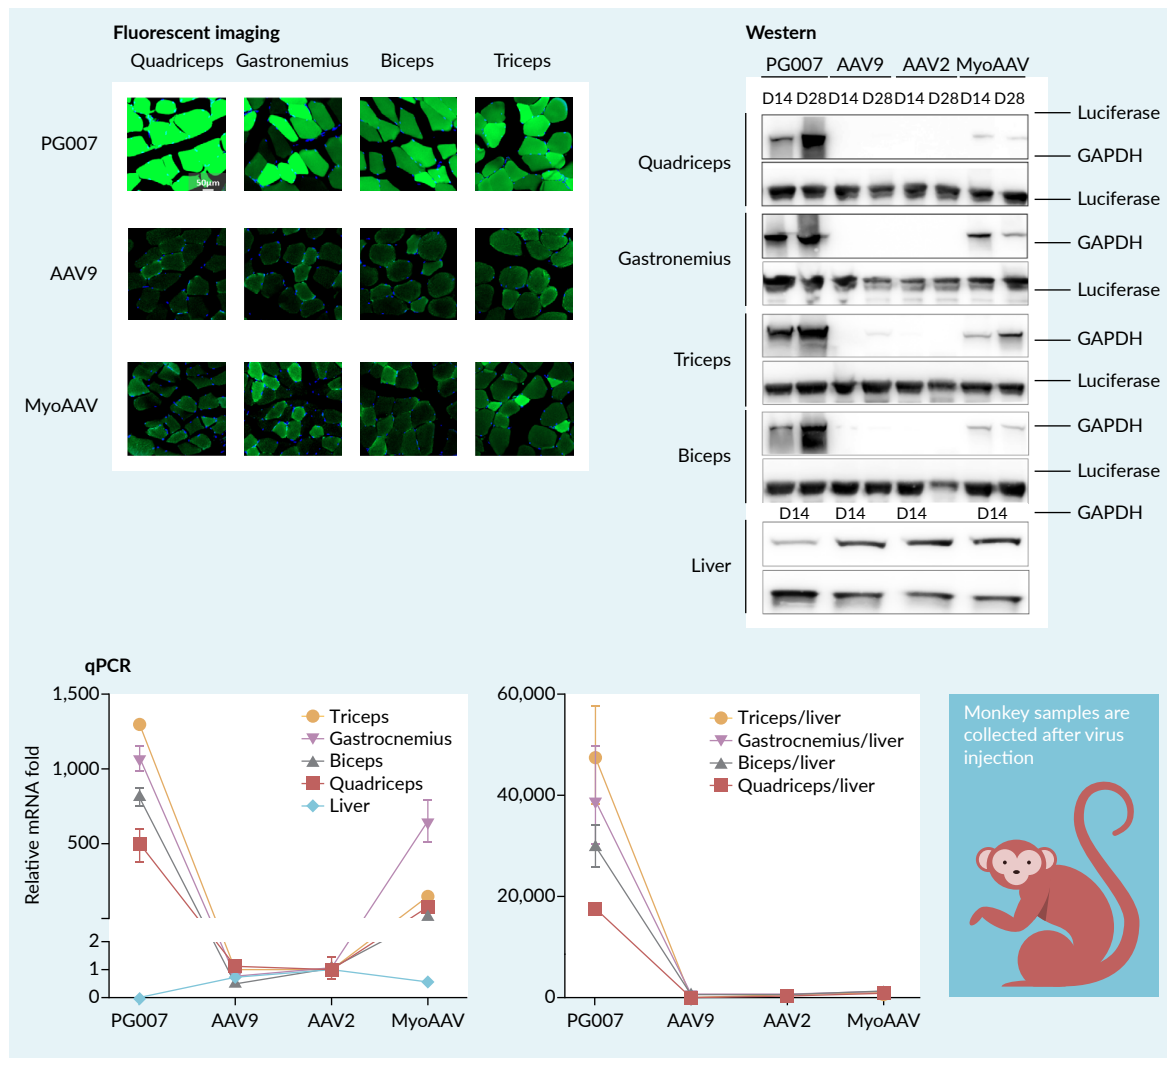 Fluorescent imaging
Quadriceps Gastronemius Biceps Triceps
PG007
50μm
AAV9
MyoAAV
Western
PG007 AAV9 AAV2 MyoAAV
D14 D28 D14 D28 D14 D28 D14 D28
Luciferase
Quadriceps
GAPDH
Luciferase
Gastronemius
GAPDH
Luciferase
Triceps
GAPDH
Luciferase
Biceps
GAPDH
Luciferase
D14 D14 D14 D14
GAPDH
Liver
qPCR
Relative mRNA fold
1,500
1,000
500
2
1
0
Triceps
Gastrocnemius
Biceps
Quadriceps
Liver
PG007 AAV9 AAV2 MyoAAV
60,000
40,000
20,000
0
Triceps/liver
Gastrocnemius/liver
Biceps/liver
Quadriceps/liver
PG007 AAV9 AAV2 MyoAAV
Monkey samples are
collected after virus
injection